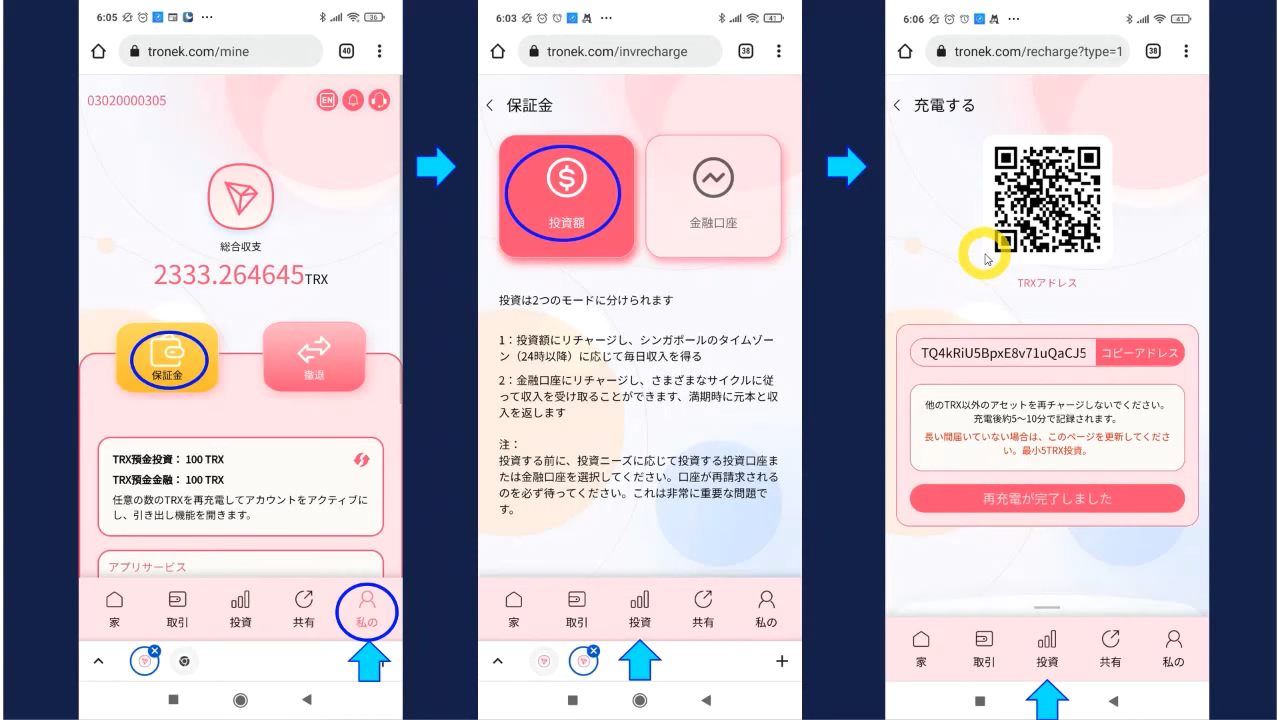 6:05
36
tronek.com/mine
40
03020000305
EN
総合収支
2333.264645TRX
保証金
撤退
TRX預金投資： 100 TRX
TRX預金金融： 100 TRX
任意の数のTRXを再充電してアカウントをアクティブに
し、引き出し機能を開きます。
アプリサービス
家
取引
投資
共有
私の
6:03
41
tronek.com/invrecharge
38
保証金
投資額
金融口座
投資は2つのモードに分けられます
1：投資額にリチャージし、シンガポールのタイムゾー
ン（24時以降）に応じて毎日収入を得る
2：金融口座にリチャージし、さまざまなサイクルに従
って収入を受け取ることができます、満期時に元本と収
入を返します
注：
投資する前に、投資ニーズに応じて投資する投資口座ま
たは金融口座を選択してください。口座が再請求される
のを必ず待ってください。これは非常に重要な問題で
す。
家
取引
投資
共有
私の
6:06
41
tronek.com/recharge?type=1
38
充電する
TRXアドレス
TQ4kRiU5BpxE8v71uQaCJ5
コピーアドレス
他のTRX以外のアセットを再チャージしないでください。
充電後約5～10分で記録されます。
長い間届いていない場合は、このページを更新してくださ
い。最小5TRX投資。
再充電が完了しました
家
取引
投資
共有
私の